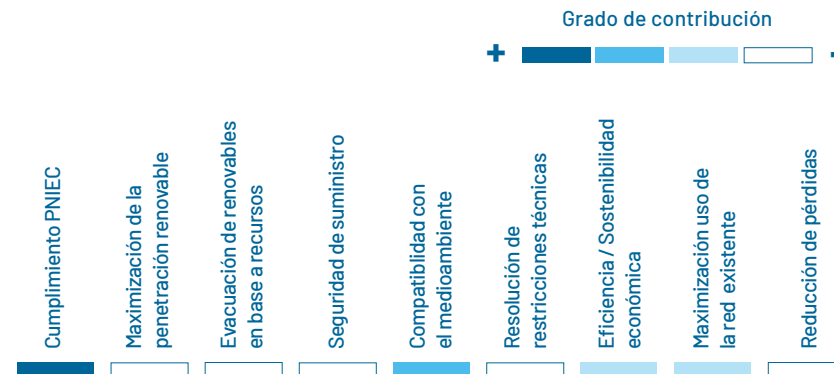 Grado de contribución
+
-
Cumplimiento PNIEC
Maximización de la
penetración renovable
Evacuación de renovables
en base a recursos
Seguridad de suministro
Compatiblidad con
el medioambiente
Resolución de
restricciones técnicas
Eficiencia / Sostenibilidad
económica
Maximización uso de
la red existente
Reducción de pérdidas